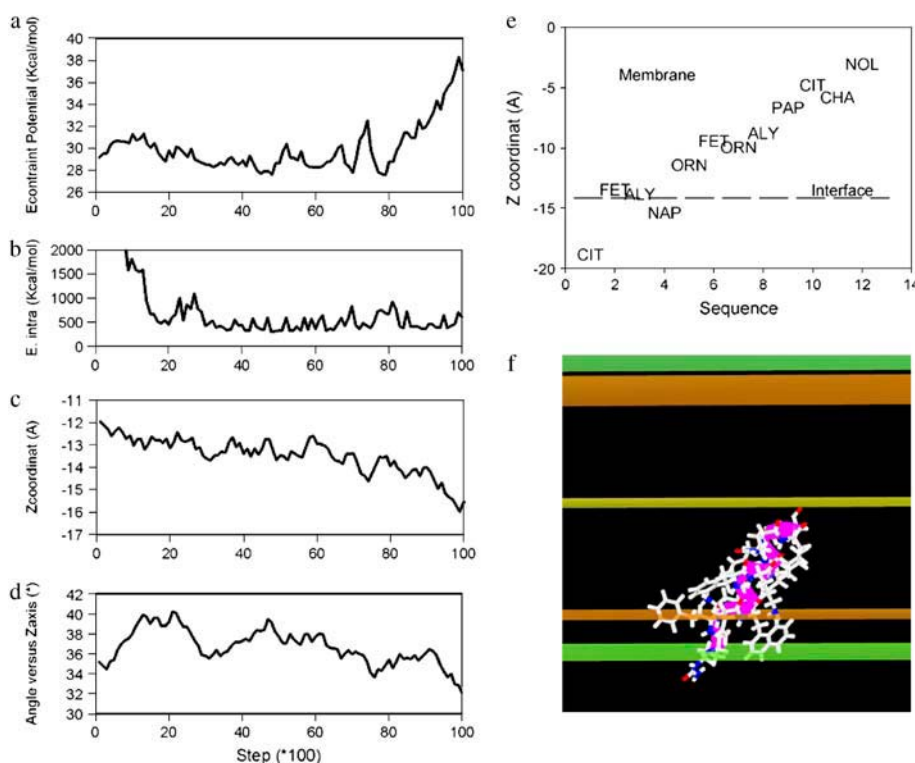 a
Econtraint Potential (Kcal/mol)
40
38
36
34
32
30
28
26
0
20
40
60
80
100
b
E. intra (Kcal/mol)
2000
1500
1000
500
0
0
20
40
60
80
100
c
Zcoordinat (A)
-11
-12
-13
-14
-15
-16
-17
0
20
40
60
80
100
d
Angle versus Zaxis (°)
42
40
38
36
34
32
30
0
20
40
60
80
100
Step (*100)
e
Z coordinat (A)
0
-5
-10
-15
-20
Membrane
NOL
CIT
CHA
PAP
ALY
FET
ORN
ORN
Interface
FET
ALY
NAP
CIT
0
2
4
6
8
10
12
14
Sequence
f